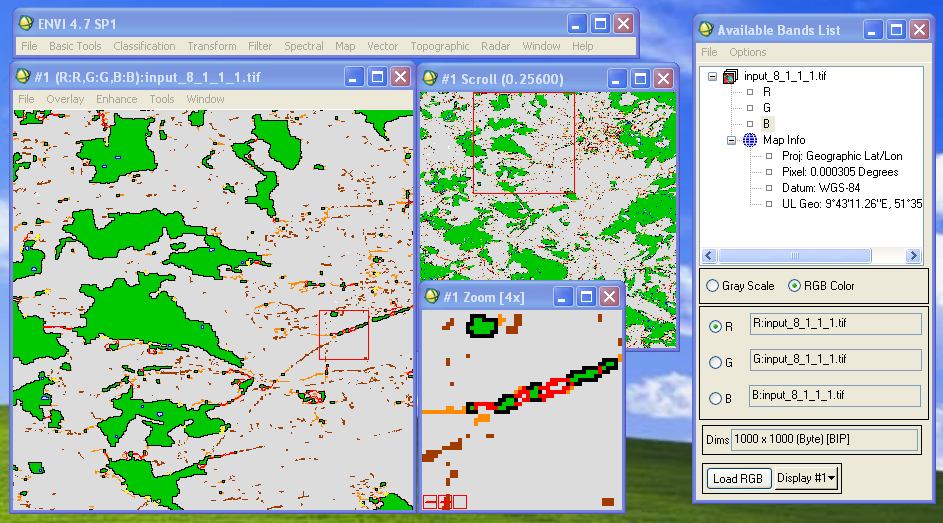 ENVI 4.7 SP1
File Basic Tools Classification Transform Filter Spectral Map Vector Topographic Radar Window Help
#1 (R:R,G:G,B:B):input_8_1_1_1.tif
File Overlay Enhance Tools Window
#1 Scroll (0.25600)
#1 Zoom [4x]
Available Bands List
File Options
input_8_1_1_1.tif
R
G
B
Map Info
Proj: Geographic Lat/Lon
Pixel: 0.000305 Degrees
Datum: WGS-84
UL Geo: 9°43'11.26"E, 51°35
Gray Scale RGB Color
R R:input_8_1_1_1.tif
G G:input_8_1_1_1.tif
B B:input_8_1_1_1.tif
Dims 1000 x 1000 (Byte) [BIP]
Load RGB Display #1